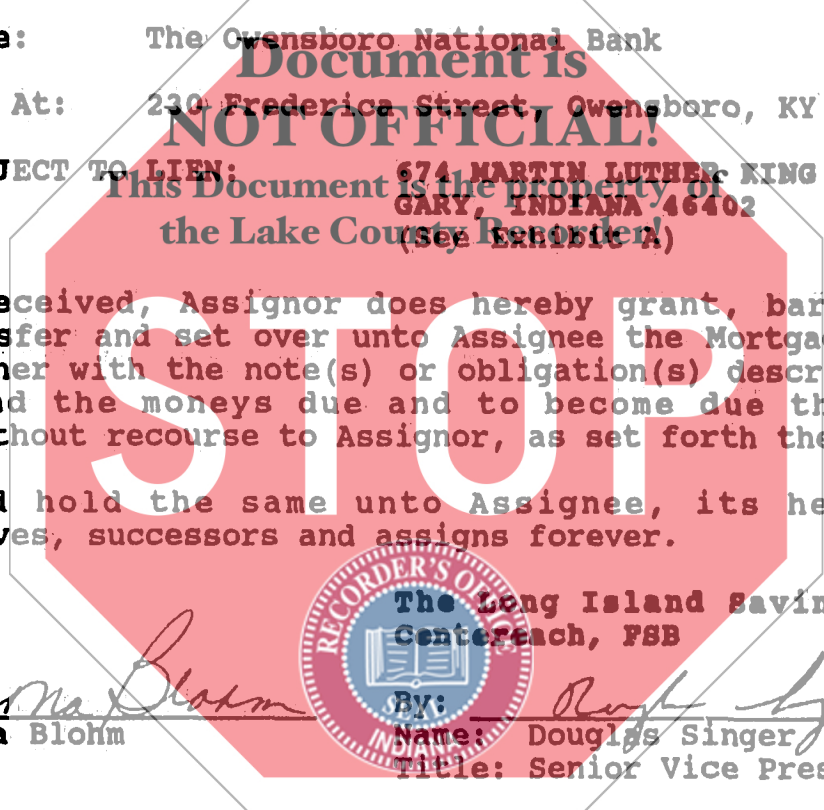 e: The Owensboro National Bank
Document is
At: 230 Frederica Street, Owensboro, KY
NOT OFFICIAL!
JECT TO LIEN: 674 MARTIN LUTHER KING
This Document is the property of
GARY, INDIANA 46402
the Lake County Recorder!
(See Exhibit A)
eceived, Assignor does hereby grant, bar
sfer and set over unto Assignee the Mortga
her with the note(s) or obligation(s) descr
d the moneys due and to become due th
thout recourse to Assignor, as set forth the
STOP
d hold the same unto Assignee, its he
ves, successors and assigns forever.
RECORDER'S OFFICE
The Long Island Savin
Centereach, FSB
SEAL
INDIANA
Blohm
By:
a Blohm
Name: Douglas Singer
Title: Senior Vice Pres